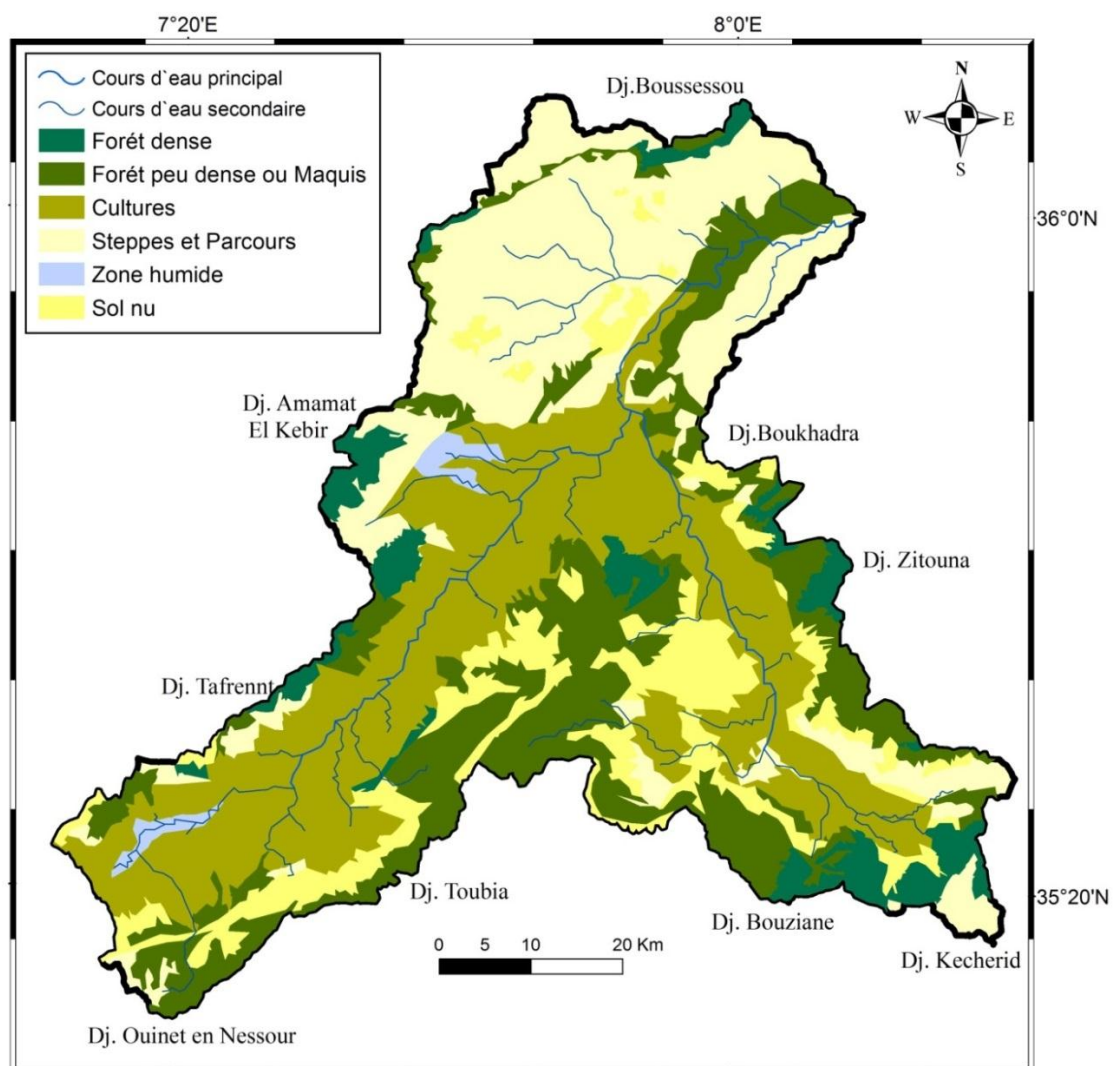 7°20'E
8°0'E
Cours d`eau principal
Cours d`eau secondaire
Forét dense
Forét peu dense ou Maquis
Cultures
Steppes et Parcours
Zone humide
Sol nu
Dj.Boussessou
N
W
E
S
36°0'N
Dj. Amamat
El Kebir
Dj.Boukhadra
Dj. Zitouna
Dj. Tafrennt
Dj. Toubia
35°20'N
Dj. Bouziane
0 5 10 20 Km
Dj. Kecherid
Dj. Ouinet en Nessour